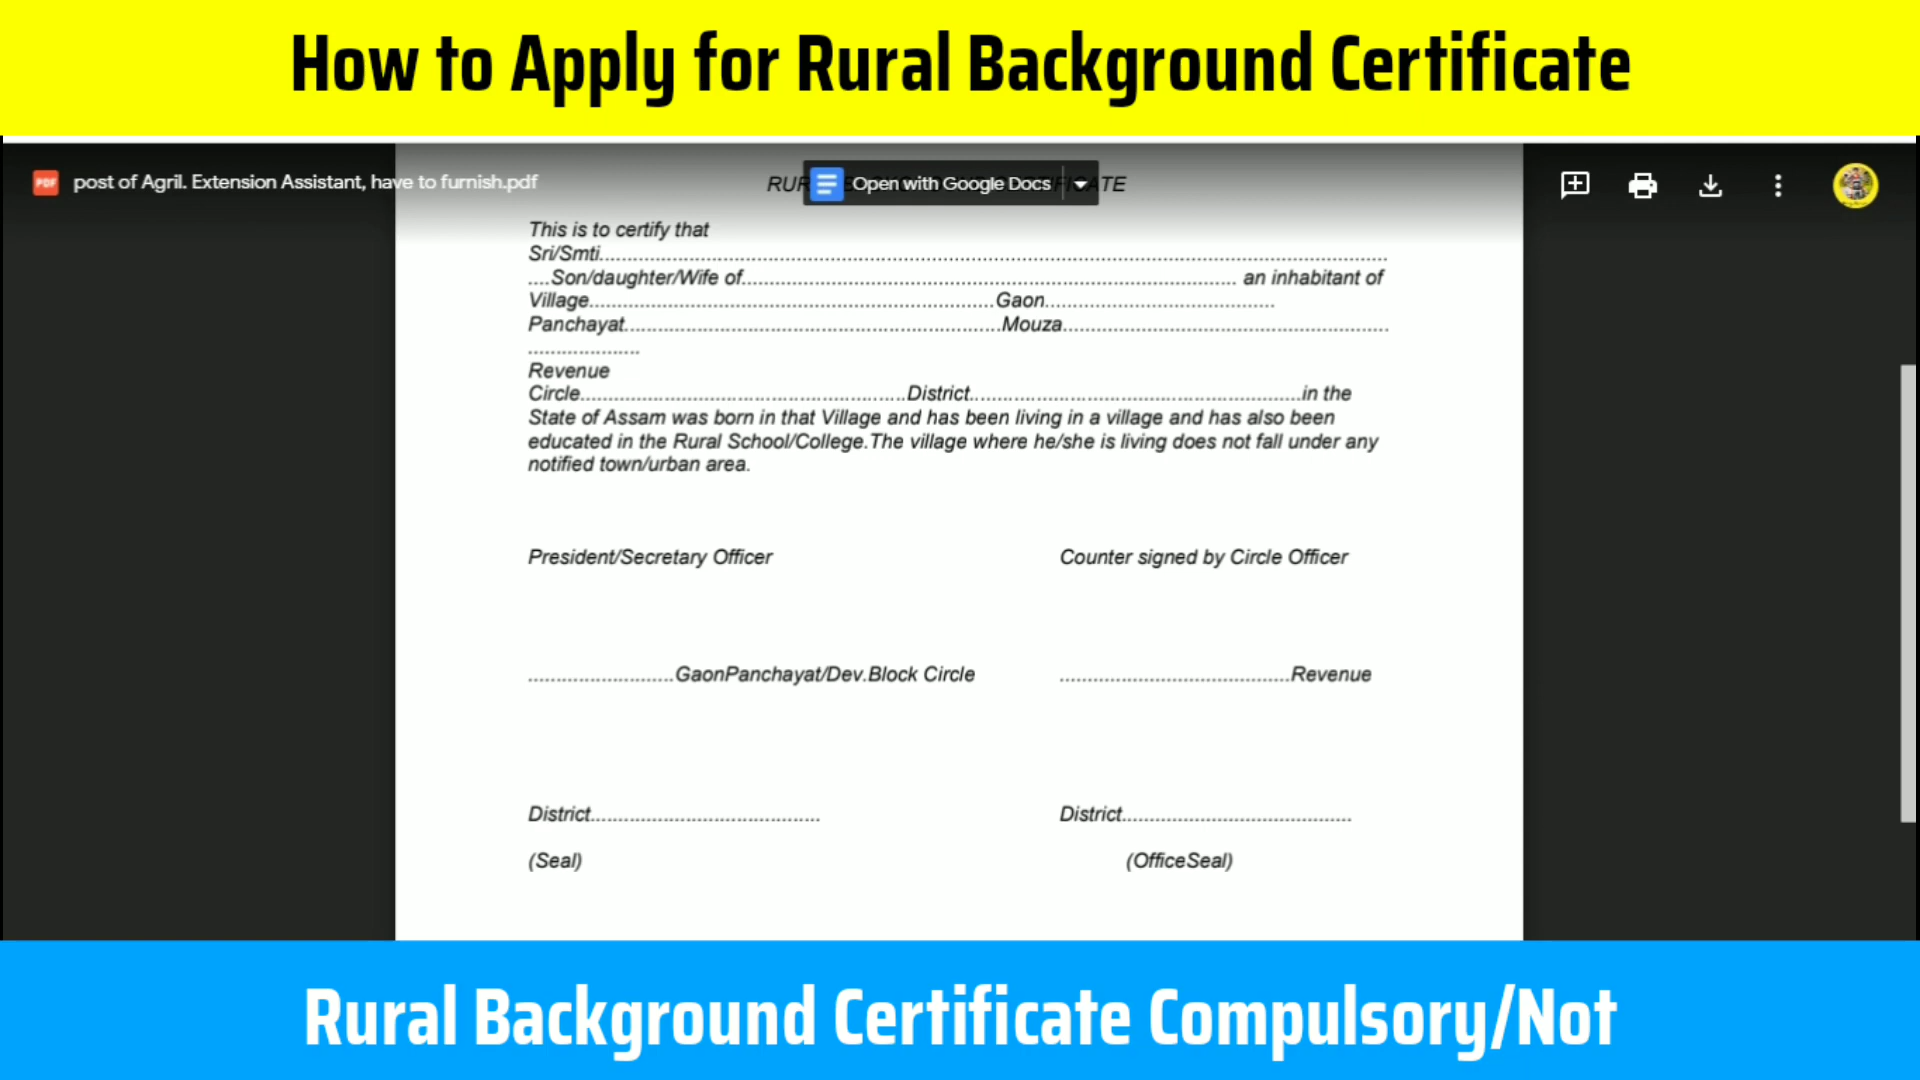 How to Apply for Rural Background Certificate
PDF post of Agril. Extension Assistant, have to furnish.pdf
Open with Google Docs
This is to certify that
Sri/Smti..........................................................................................................................................
....Son/daughter/Wife of....................................................................................... an inhabitant of
Village.......................................................................Gaon.........................................
Panchayat...................................................................Mouza..........................................................
....................
Revenue
Circle..........................................................District...........................................................in the
State of Assam was born in that Village and has been living in a village and has also been
educated in the Rural School/College.The village where he/she is living does not fall under any
notified town/urban area.
President/Secretary Officer Counter signed by Circle Officer
..........................GaonPanchayat/Dev.Block Circle .........................................Revenue
District......................................... District.........................................
(Seal) (OfficeSeal)
Rural Background Certificate Compulsory/Not